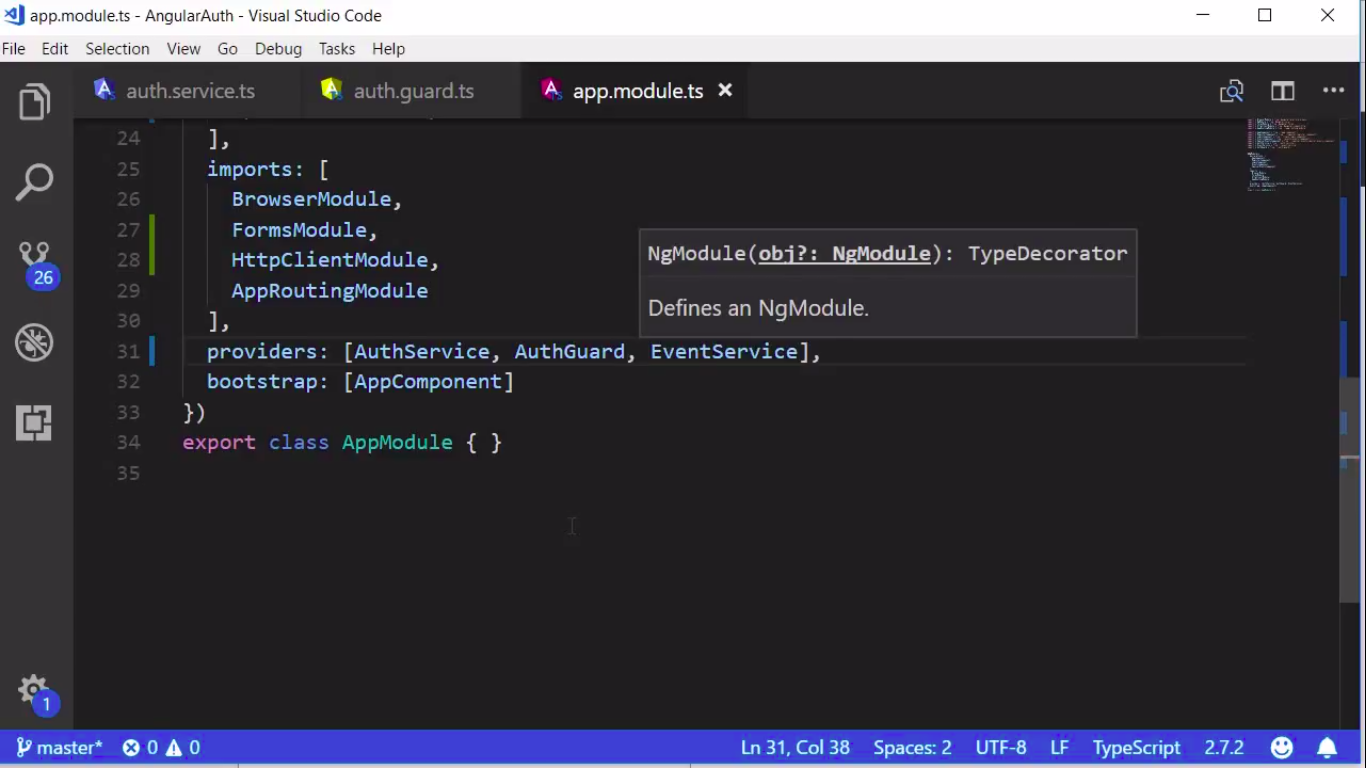 app.module.ts - AngularAuth - Visual Studio Code
File Edit Selection View Go Debug Tasks Help
auth.service.ts auth.guard.ts app.module.ts
24 ],
25 imports: [
26 BrowserModule,
27 FormsModule,
28 HttpClientModule,
29 AppRoutingModule
30 ],
NgModule(obj?: NgModule): TypeDecorator
Defines an NgModule.
31 providers: [AuthService, AuthGuard, EventService],
32 bootstrap: [AppComponent]
33 })
34 export class AppModule { }
35
26
1
master* 0 0 Ln 31, Col 38 Spaces: 2 UTF-8 LF TypeScript 2.7.2